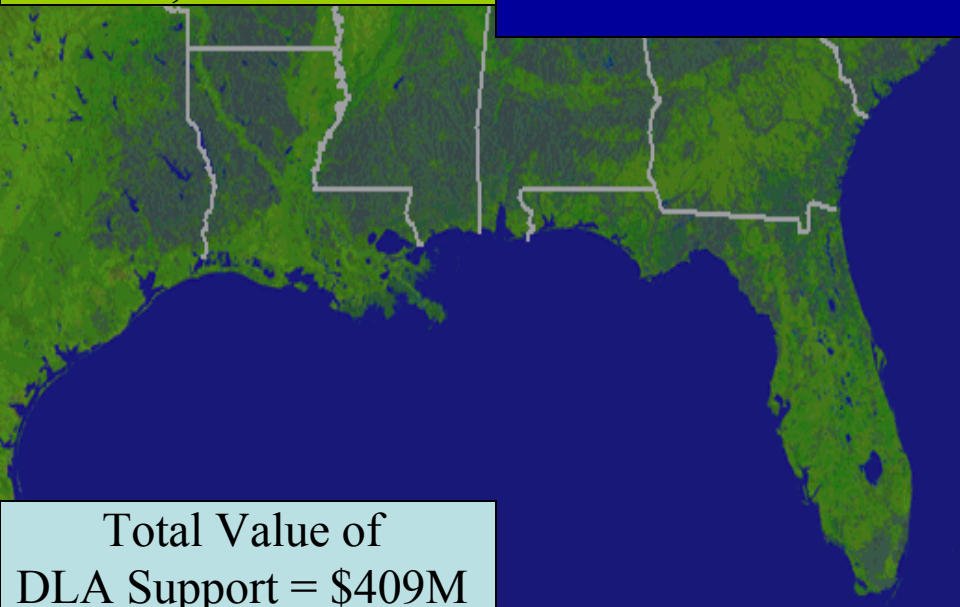 Total Value of
DLA Support = $409M